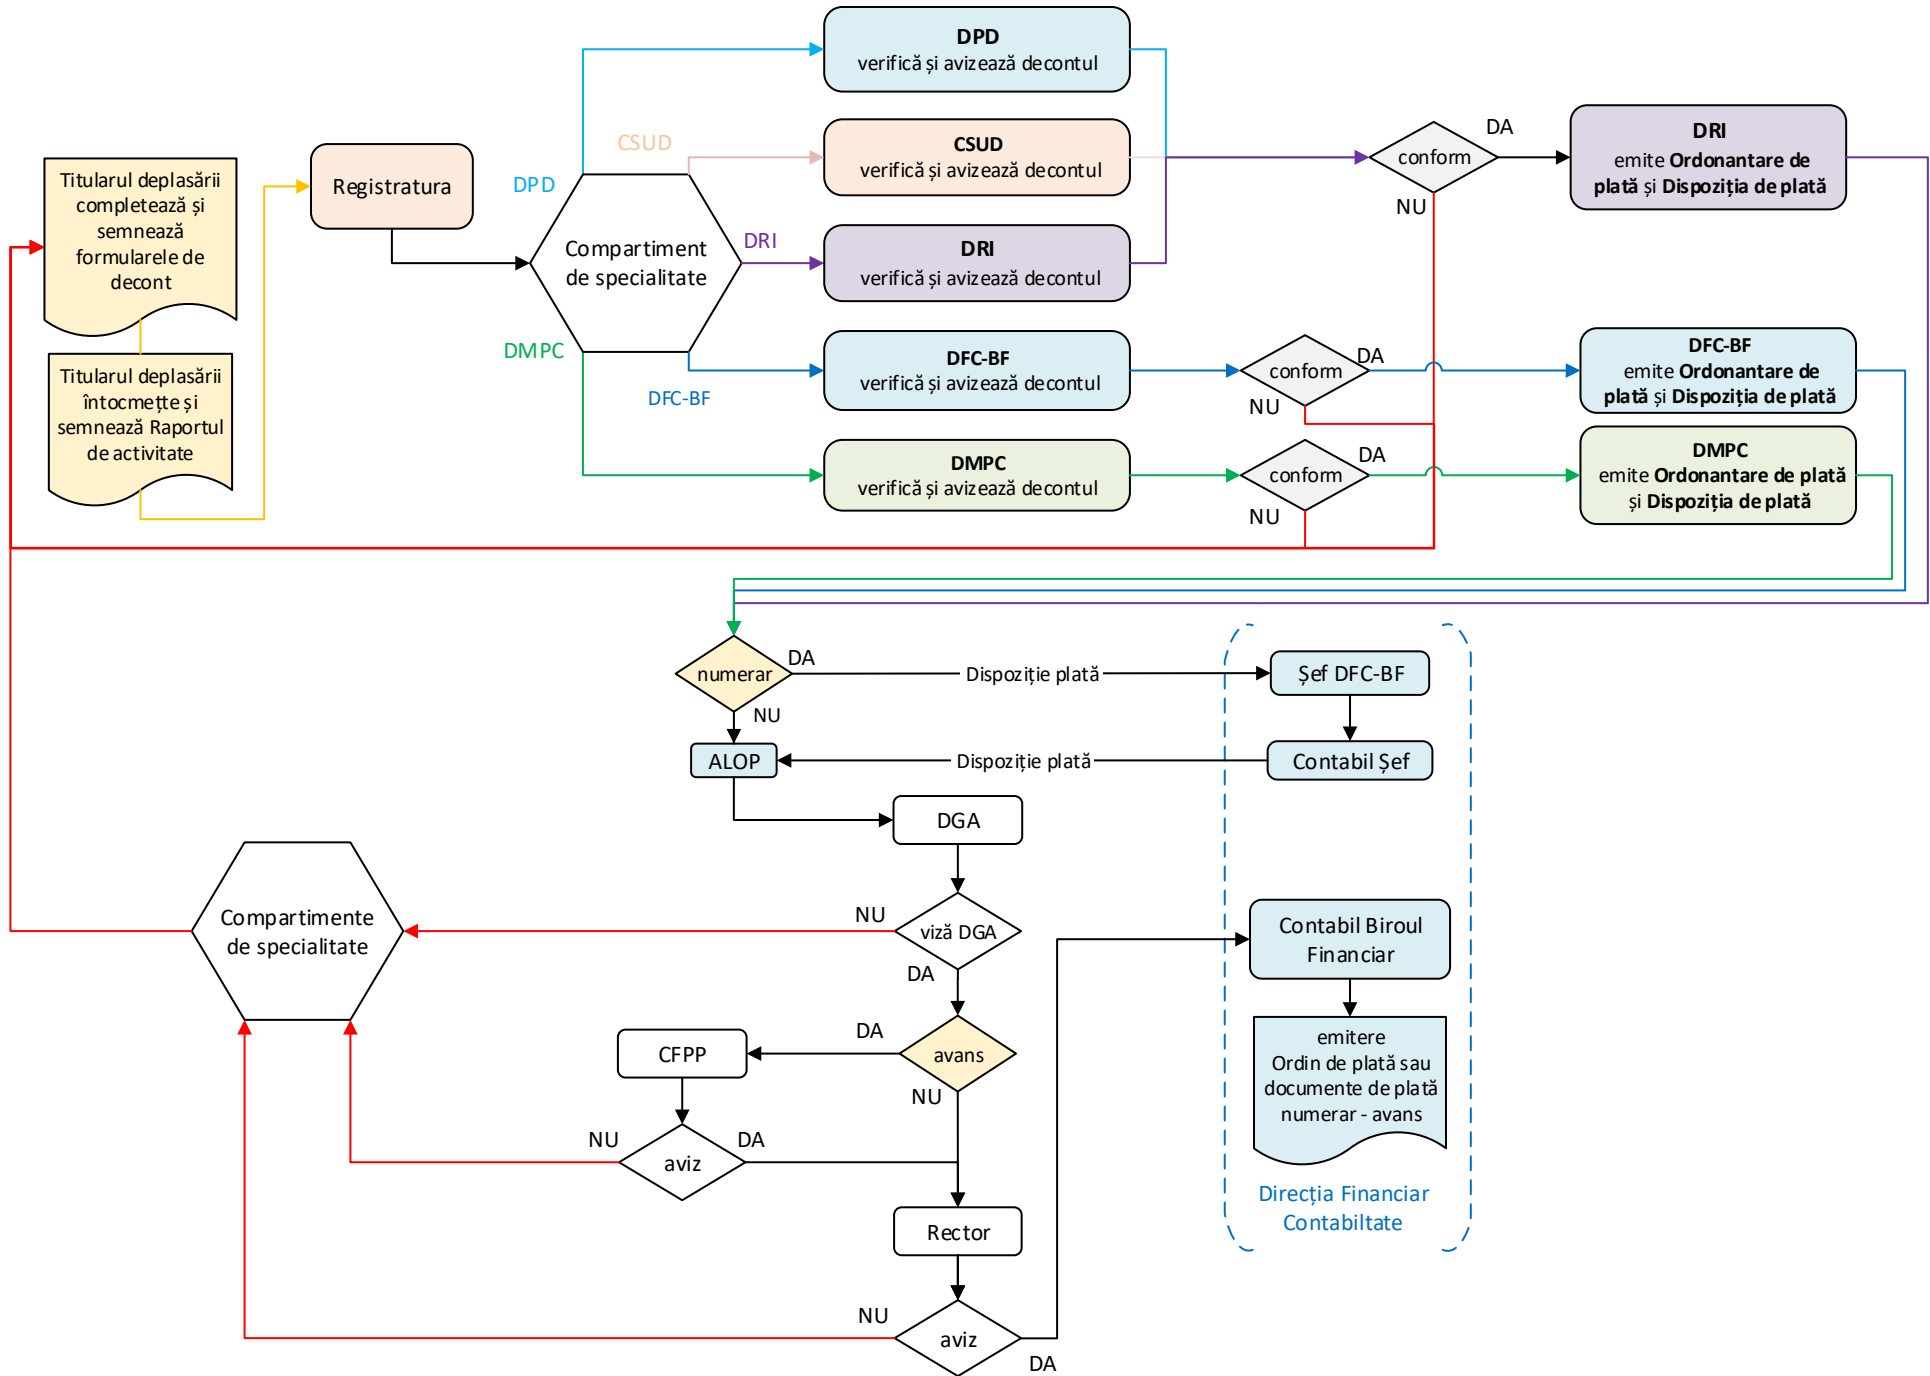 DPD
verifică și avizează decontul
CSUD
CSUD
verifică și avizează decontul
DPD
DRI
DRI
verifică și avizează decontul
DMPC
DFC-BF
DFC-BF
verifică și avizează decontul
DMPC
verifică și avizează decontul
Titularul deplasării
completează și
semnează
formularele de
decont
Titularul deplasării
întocmețte și
semnează Raportul
de activitate
Registratura
Compartiment
de specialitate
conform
DA
NU
DRI
emite Ordonantare de
plată și Dispoziția de plată
conform
DA
NU
DFC-BF
emite Ordonantare de
plată și Dispoziția de plată
conform
DA
NU
DMPC
emite Ordonantare de plată
și Dispoziția de plată
numerar
DA
NU
Dispoziție plată
Șef DFC-BF
ALOP
Dispoziție plată
Contabil Șef
DGA
viză DGA
NU
DA
Compartimente
de specialitate
Contabil Biroul
Financiar
avans
DA
NU
CFPP
emitere
Ordin de plată sau
documente de plată
numerar - avans
aviz
NU
DA
Direcția Financiar
Contabiltate
Rector
aviz
NU
DA